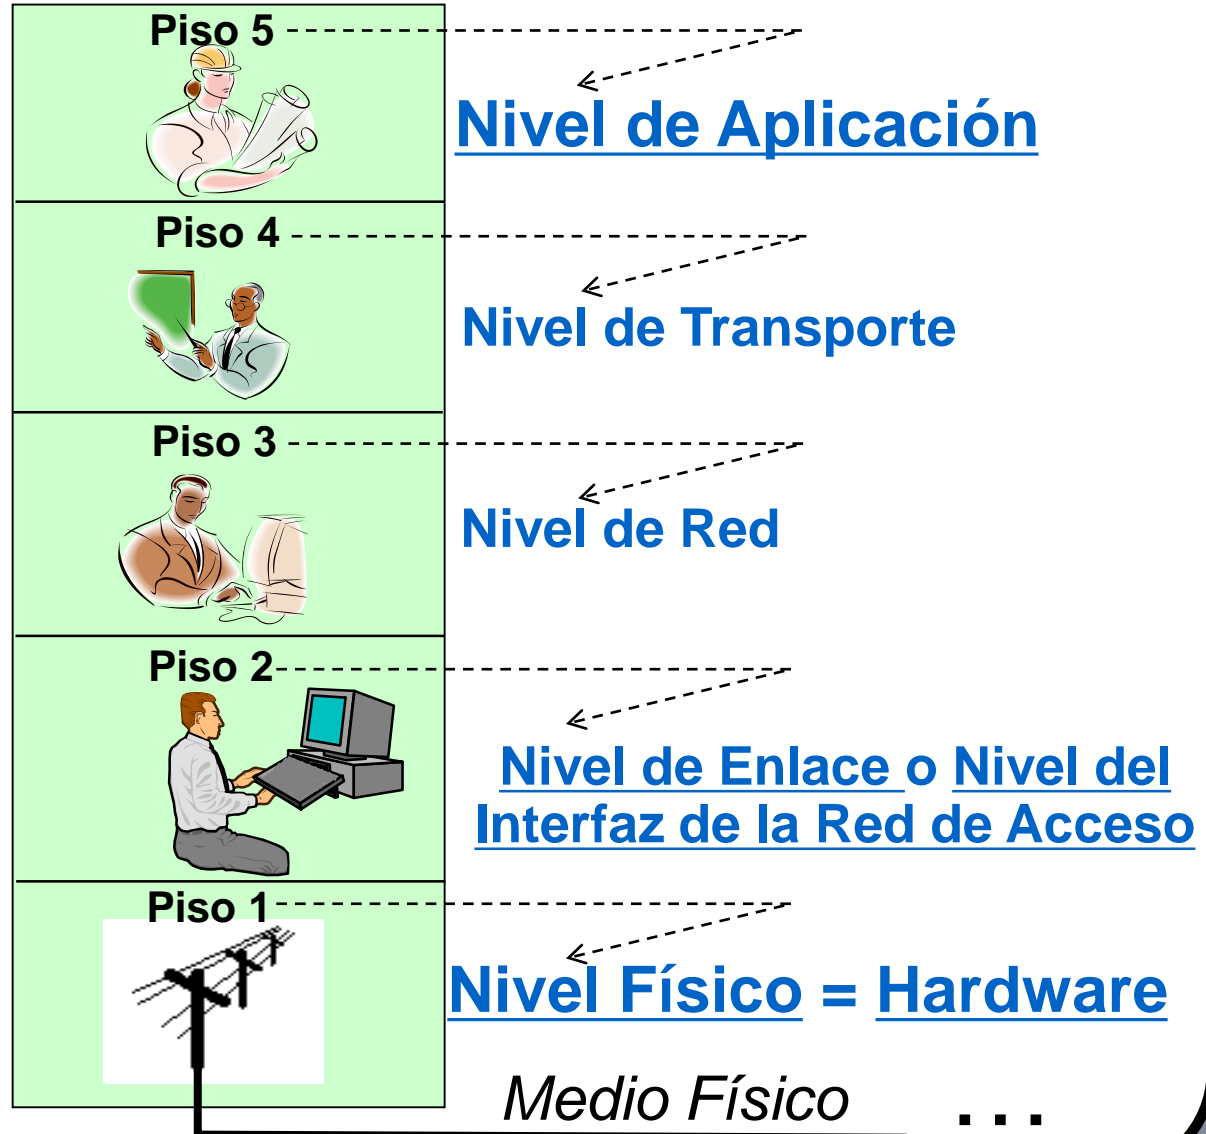 Piso 5
Nivel de Aplicación
Piso 4
Nivel de Transporte
Piso 3
Nivel de Red
Piso 2
Nivel de Enlace o Nivel del
Interfaz de la Red de Acceso
Piso 1
Nivel Físico = Hardware
Medio Físico ...